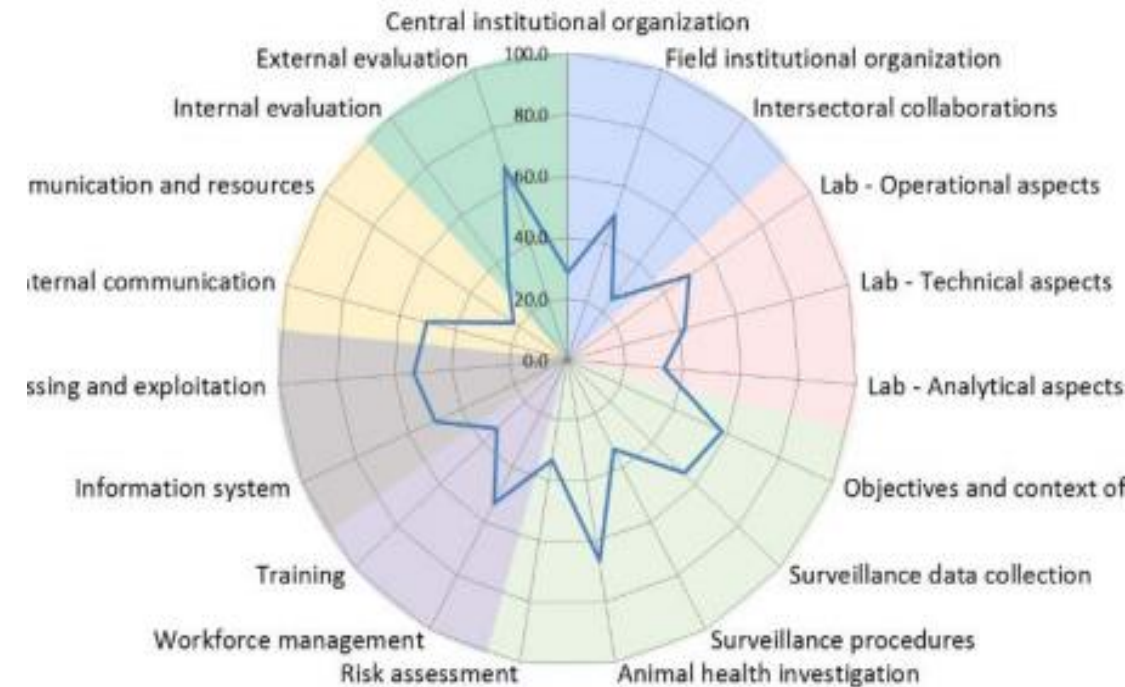 Central institutional organization
External evaluation
100.0
Field institutional organization
Internal evaluation
80.0
Intersectoral collaborations
munication and resources
60.0
Lab - Operational aspects
40.0
ternal communication
20.0
Lab - Technical aspects
0.0
ssing and exploitation
Lab - Analytical aspects
Information system
Objectives and context of
Training
Surveillance data collection
Workforce management
Surveillance procedures
Risk assessment
Animal health investigation